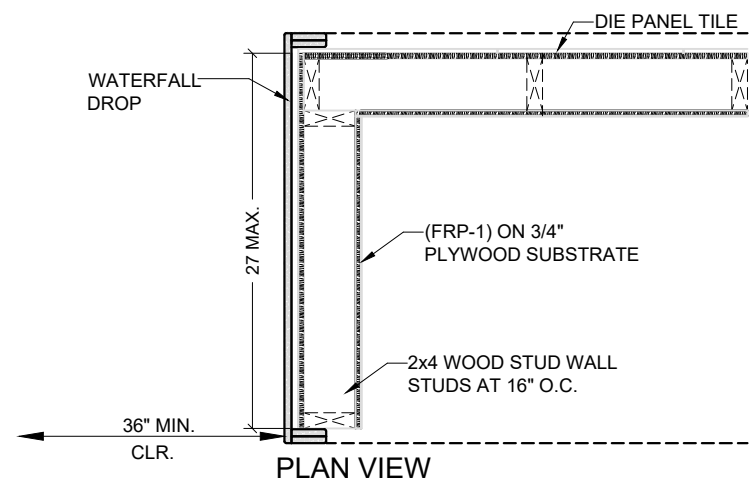 DIE PANEL TILE
WATERFALL
DROP
27 MAX.
(FRP-1) ON 3/4"
PLYWOOD SUBSTRATE
2x4 WOOD STUD WALL
STUDS AT 16" O.C.
36" MIN.
CLR.
PLAN VIEW